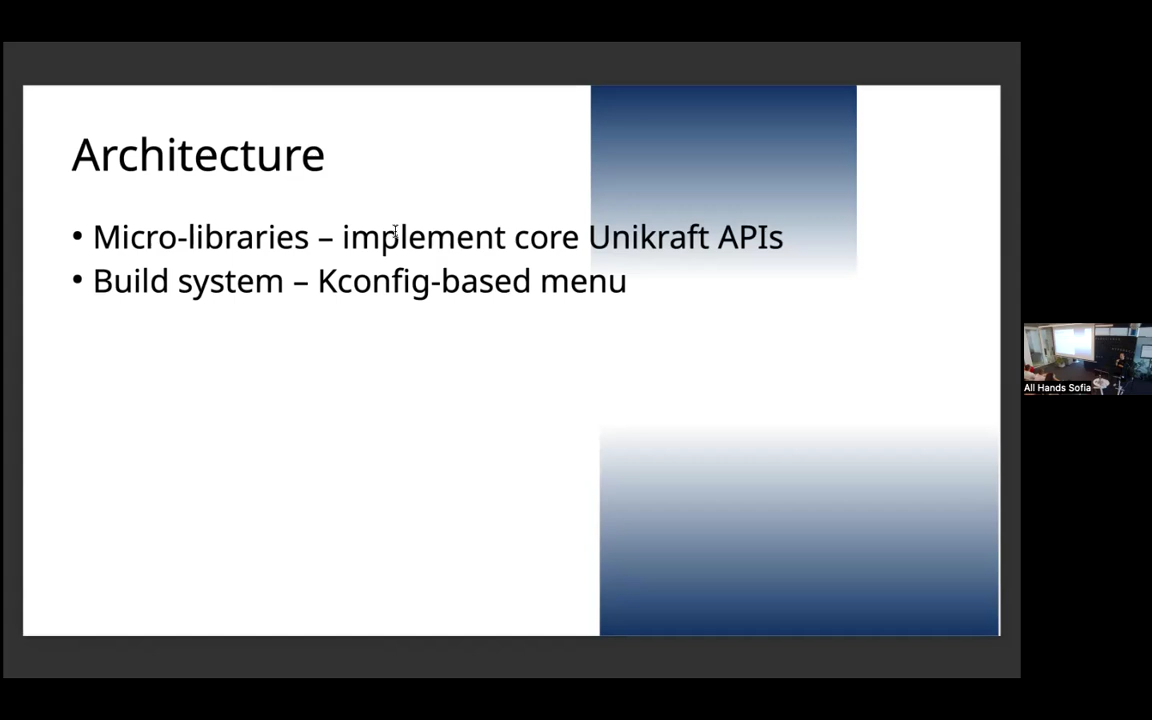 Architecture
• Micro-libraries – implement core Unikraft APIs
• Build system – Kconfig-based menu
All Hands Sofia